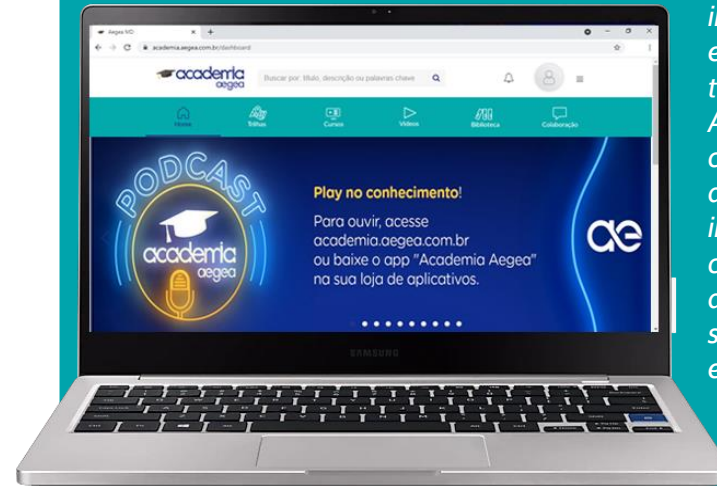 Aegea MD
academia.aegea.com.br/dashboard
academia
aegea
Buscar por: título, descrição ou palavras chave
Home
Trilhas
Cursos
Vídeos
Biblioteca
Colaboração
PODCAST
academia
aegea
Play no conhecimento!
Para ouvir, acesse
academia.aegea.com.br
ou baixe o app "Academia Aegea"
na sua loja de aplicativos.
ae
SAMSUNG